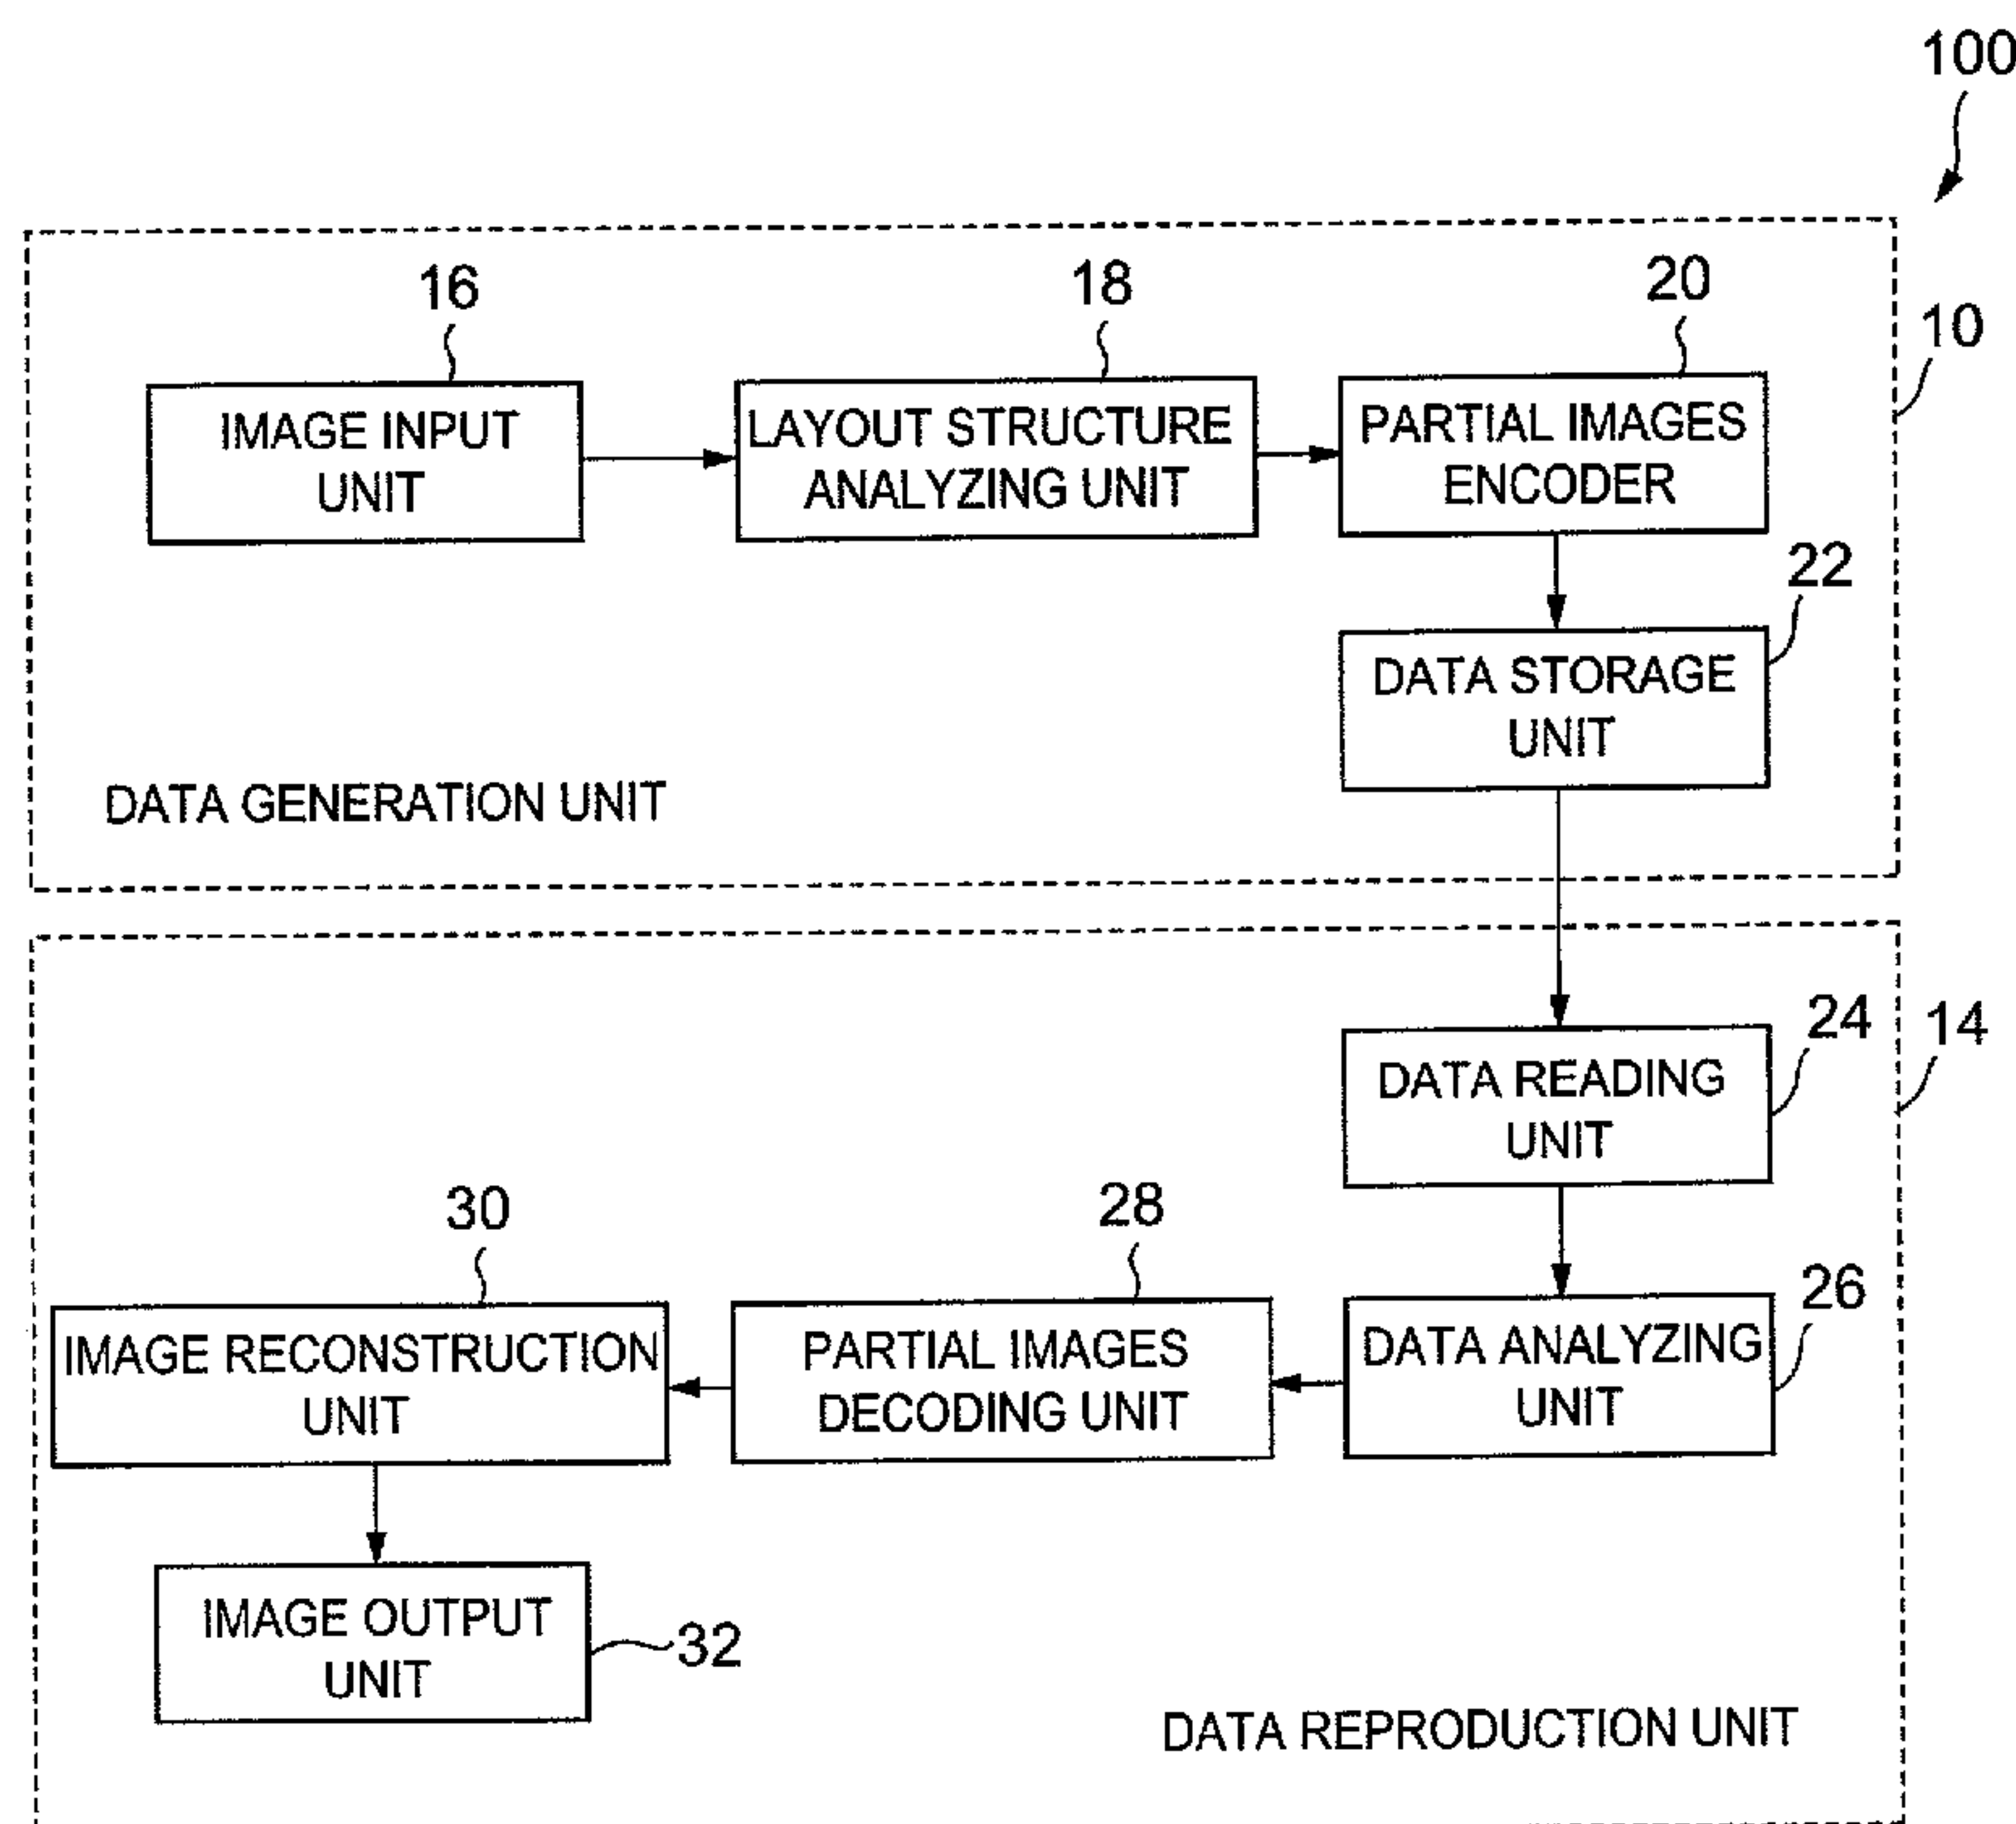 100
16
18
20
10
IMAGE INPUT
UNIT
LAYOUT STRUCTURE
ANALYZING UNIT
PARTIAL IMAGES
ENCODER
22
DATA STORAGE
UNIT
DATA GENERATION UNIT
24
14
DATA READING
UNIT
30
28
26
IMAGE RECONSTRUCTION
UNIT
PARTIAL IMAGES
DECODING UNIT
DATA ANALYZING
UNIT
IMAGE OUTPUT
UNIT
32
DATA REPRODUCTION UNIT